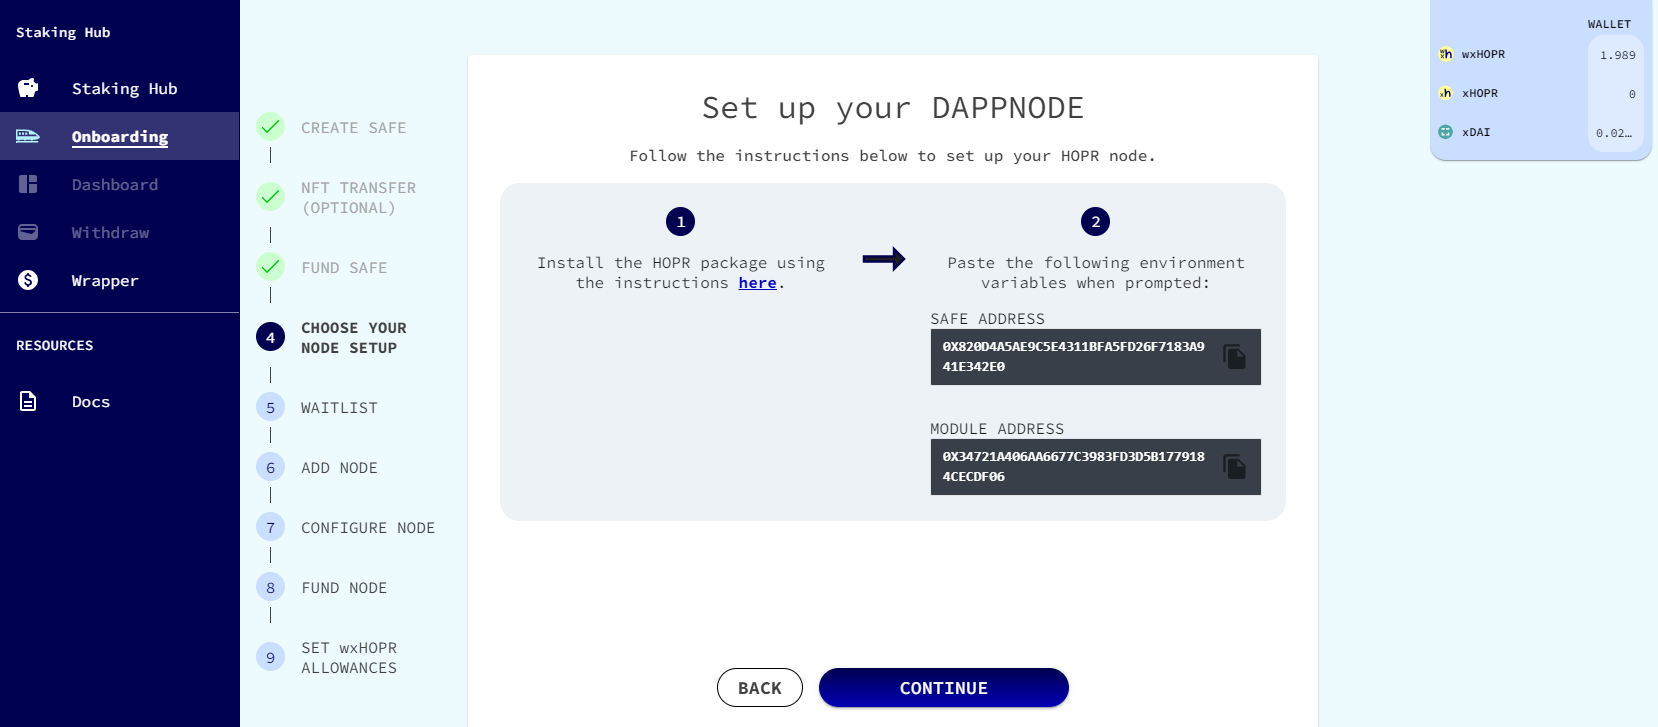 Staking Hub
Staking Hub
Onboarding
Dashboard
Withdraw
Wrapper
RESOURCES
Docs
CREATE SAFE
NFT TRANSFER
(OPTIONAL)
FUND SAFE
4
CHOOSE YOUR
NODE SETUP
5
WAITLIST
6
ADD NODE
7
CONFIGURE NODE
8
FUND NODE
9
SET wxHOPR
ALLOWANCES
Set up your DAPPNODE
Follow the instructions below to set up your HOPR node.
1
Install the HOPR package using
the instructions here.
2
Paste the following environment
variables when prompted:
SAFE ADDRESS
0X820D4A5AE9C5E4311BFA5FD26F7183A9
41E342E0
MODULE ADDRESS
0X34721A406AA6677C3983FD3D5B177918
4CECDF06
BACK
CONTINUE
WALLET
wxHOPR 1.989
xHOPR 0
xDAI 0.02…